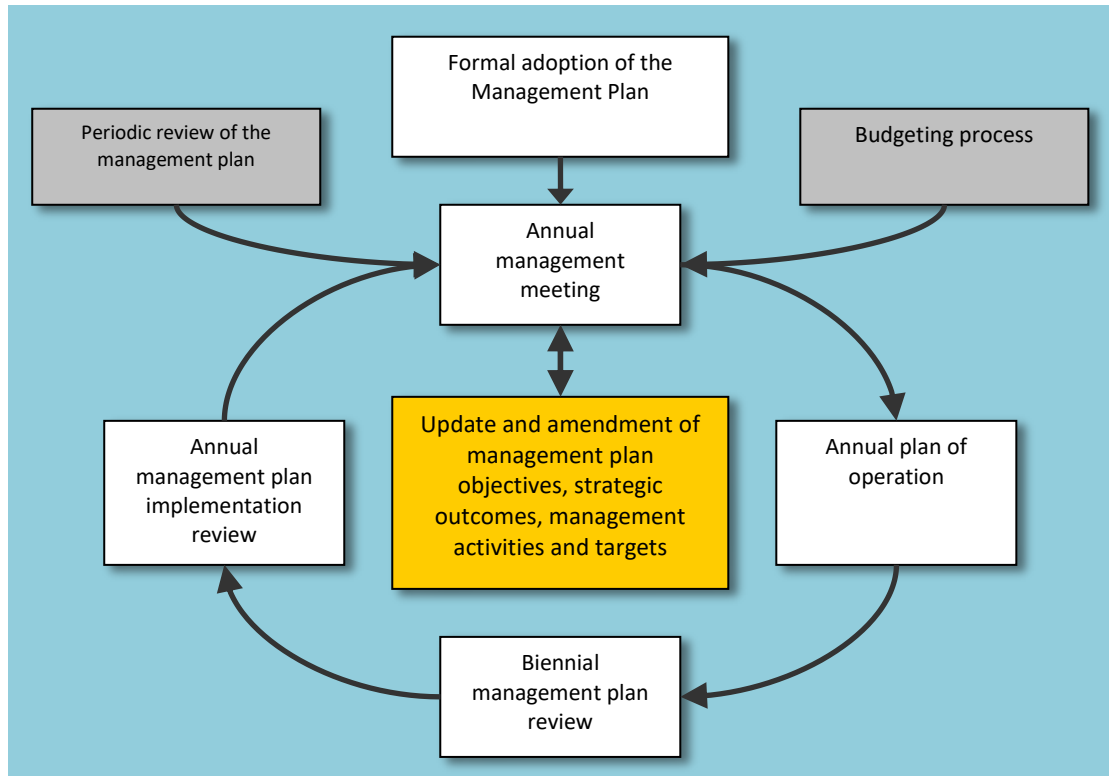 Formal adoption of the
Management Plan
Periodic review of the
management plan
Budgeting process
Annual
management
meeting
Update and amendment of
management plan
objectives, strategic
outcomes, management
activities and targets
Annual
management plan
implementation
review
Annual plan of
operation
Biennial
management plan
review